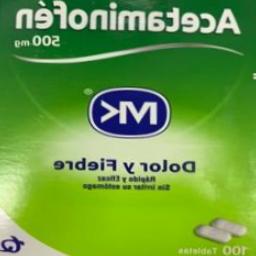 Acetaminofén
500 mg
MK®
Dolor y Fiebre
Rápido y Eficaz
Sin irritar su estómago
100 Tabletas